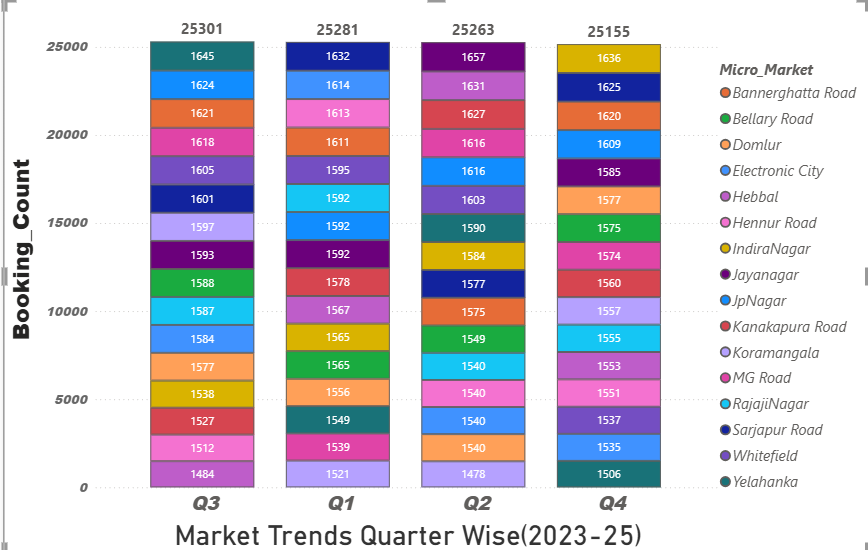 25301 25281 25263 25155
25000
20000
15000
10000
5000
0
Booking_Count
1645 1632 1657 1636
1624 1614 1631 1625
1621 1613 1627 1620
1618 1611 1616 1609
1605 1595 1616 1585
1601 1592 1603 1577
1597 1592 1590 1575
1593 1592 1584 1574
1588 1578 1577 1560
1587 1567 1575 1557
1584 1565 1549 1555
1577 1565 1540 1553
1538 1556 1540 1551
1527 1549 1540 1537
1512 1539 1540 1535
1484 1521 1478 1506
Q3 Q1 Q2 Q4
Market Trends Quarter Wise(2023-25)
Micro_Market
Bannerghatta Road
Bellary Road
Domlur
Electronic City
Hebbal
Hennur Road
IndiraNagar
Jayanagar
JpNagar
Kanakapura Road
Koramangala
MG Road
RajajiNagar
Sarjapur Road
Whitefield
Yelahanka